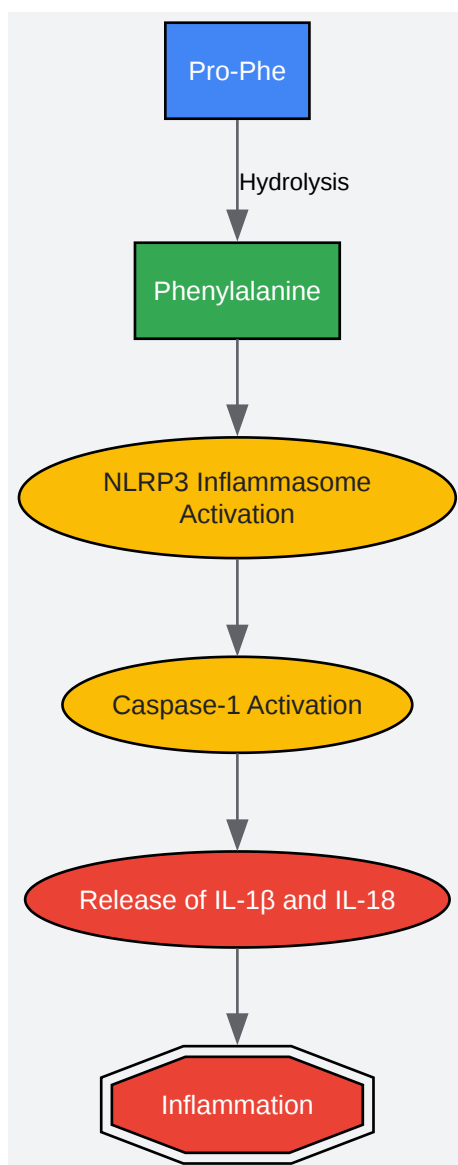 Pro-Phe
Hydrolysis
Phenylalanine
NLRP3 Inflammasome
Activation
Caspase-1 Activation
Release of IL-1β and IL-18
Inflammation